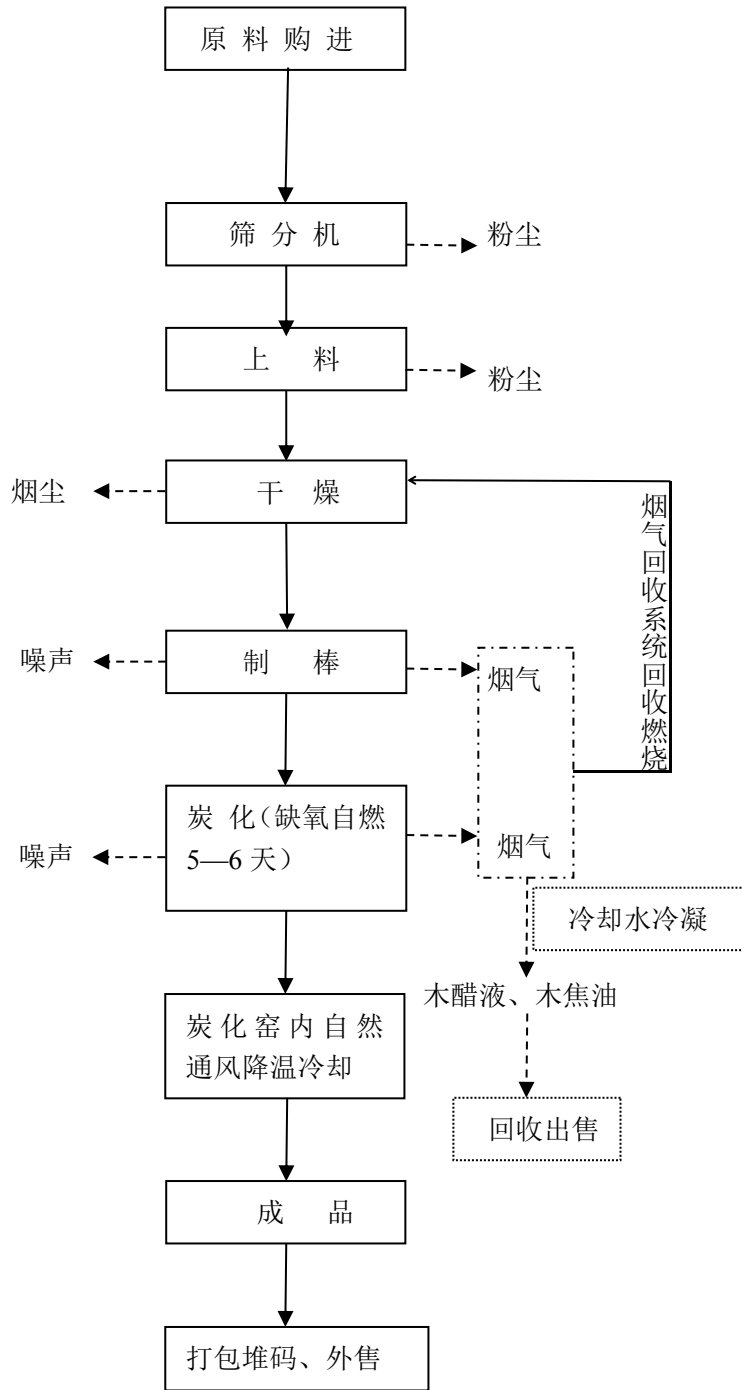 原 料 购 进
筛 分 机
粉尘
上 料
粉尘
烟尘
干 燥
烟气回收系统回收燃烧
噪声
制 棒
烟气
炭 化（缺氧自燃
5—6 天）
噪声
烟气
冷却水冷凝
木醋液、木焦油
炭 化 窑 内 自 然
通风降温冷却
回收出售
成 品
打包堆码、外售